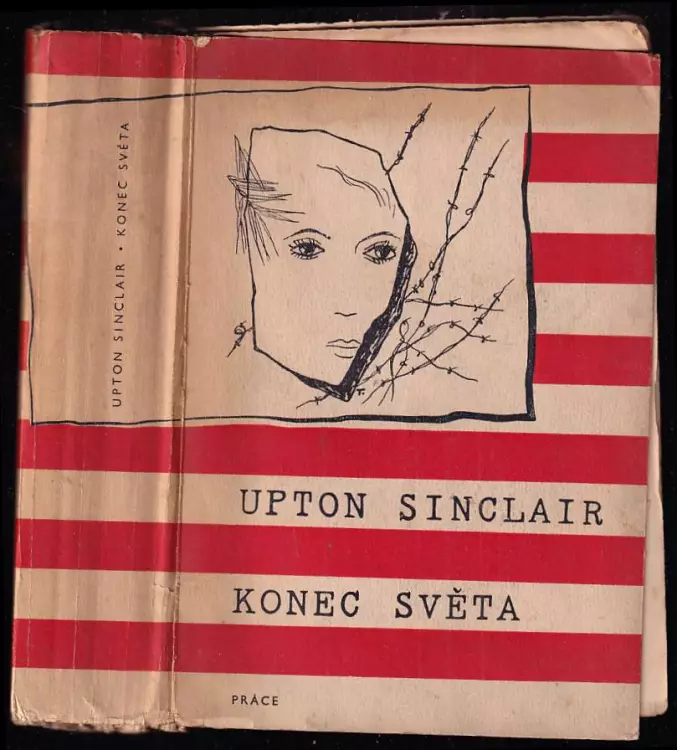 UPTON SINCLAIR • KONEC SVĚTA
UPTON SINCLAIR
KONEC SVĚTA
PRÁCE